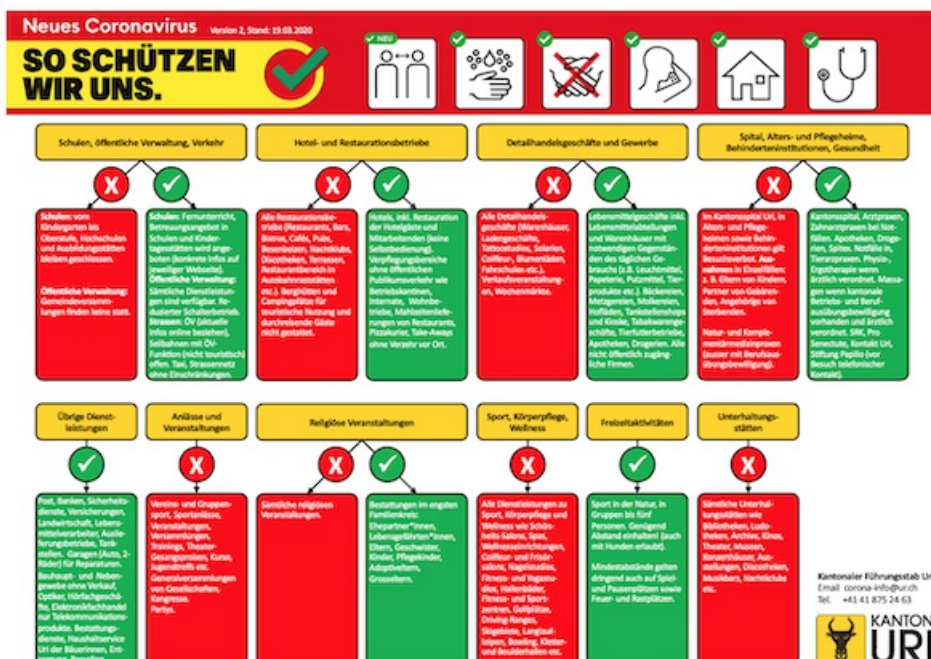 Neues Coronavirus Version 2, Stand: 19.03.2020
SO SCHÜTZEN
WIR UNS.
NEU
Schulen, öffentliche Verwaltung, Verkehr
Hotel- und Restaurationsbetriebe
Detailhandelsgeschäfte und Gewerbe
Spital, Alters- und Pflegeheime,
Behinderteninstitutionen, Gesundheit
X
X
X
X
Schulen: vom
Kindergarten bis
Oberstufe, Hochschulen
und Ausbildungsstätten
bleiben geschlossen.
Öffentliche Verwaltung:
Gemeindeversamm-
lungen finden keine statt.
Schulen: Fernunterricht,
Betreuungsangebot in
Schulen und Kinder-
tagesstätten wird ange-
boten (konkrete Infos auf
jeweiliger Webseite).
Öffentliche Verwaltung:
Sämtliche Dienstleistun-
gen sind verfügbar. Re-
duzierter Schalterbetrieb.
Strassen: ÖV (aktuelle
Infos online beziehen),
Seilbahnen mit ÖV-
Funktion (nicht touristisch)
offen. Taxi, Strassennetz
ohne Einschränkungen.
Alle Restaurationsbe-
triebe (Restaurants, Bars,
Bistros, Cafés, Pubs,
Besenbeizen, Nachtklubs,
Discotheken, Terrassen,
Restaurantbereich in
Autobahnraststätten
etc.). Berghütten und
Campingplätze für
touristische Nutzung und
durchreisende Gäste
nicht gestattet.
Hotels, inkl. Restauration
der Hotelgäste und
Mitarbeitenden (keine
Selbstbedienung).
Verpflegungsbereiche
ohne öffentlichen
Publikumsverkehr wie
Betriebskantinen,
Internate, Wohnbe-
triebe, Mahlzeitenliefe-
rungen von Restaurants,
Pizzakurier, Take-Aways
ohne Verzehr vor Ort.
Alle Detailhandels-
geschäfte (Warenhäuser,
Ladengeschäfte,
Tattoostudios, Solarien,
Coiffeur-, Blumenläden,
Fahrschulen etc.),
Verkaufsveranstaltung-
en, Wochenmärkte.
Lebensmittelgeschäfte inkl.
Lebensmittelabteilungen
und Warenhäuser mit
notwendigen Gegenstän-
den des täglichen Ge-
brauchs (z.B. Leuchtmittel,
Papeterie, Putzmittel, Tier-
produkte etc.). Bäckereien,
Metzgereien, Molkereien,
Hofläden, Tankstellenshops
und Kioske, Tabakwarenge-
schäfte, Tierfutterbetriebe,
Apotheken, Drogerien. Alle
nicht öffentlich zugäng-
liche Firmen.
Im Kantonsspital Uri, in
Alters- und Pflege-
heimen sowie Behin-
derteninstitutionen gilt
Besuchsverbot. Aus-
nahmen in Einzelfällen:
z. B. Eltern von Kindern,
Partner von Gebären-
den, Angehörige von
Sterbenden.
Natur- und Komple-
mentärmedizinpraxen
(ausser mit Berufsaus-
übungsbewilligung).
Kantonsspital, Arztpraxen,
Zahnarztpraxen bei Not-
fällen. Apotheken, Droge-
rien, Spitex. Notfälle in
Tierarztpraxen. Physio-,
Ergotherapie wenn
ärztlich verordnet. Massa-
gen wenn kantonale
Betriebs- und Beruf-
ausübungsbewilligung
vorhanden und ärztlich
verordnet. SRK, Pro
Senectute, Kontakt Uri,
Stiftung Papilio (vor
Besuch telefonischer
Kontakt).
Übrige Dienst-
leistungen
Anlässe und
Veranstaltungen
Religiöse Veranstaltungen
Sport, Körperpflege,
Wellness
Freizeitaktivitäten
Unterhaltungs-
stätten
X
X
X
X
Post, Banken, Sicherheits-
dienste, Versicherungen,
Landwirtschaft, Lebens-
mittelverarbeiter, Auslie-
ferungsbetriebe, Tank-
stellen. Garagen (Auto, 2-
Räder) für Reparaturen.
Bauhaupt- und Neben-
gewebe ohne Verkauf,
Optiker, Hörfachgeschä-
fte, Elektronikfachhandel
nur Telekommunikations-
produkte. Bestattungs-
dienste, Haushaltservice
Uri der Bäuerinnen, Ent-
Vereins- und Gruppen-
sport, Sportanlässe,
Veranstaltungen,
Versammlungen,
Trainings, Theater-
Gesangsproben, Kurse,
Jugendtreffs etc.
Generalversammlungen
von Gesellschaften,
Kongresse.
Partys.
Sämtliche religiösen
Veranstaltungen.
Bestattungen im engsten
Familienkreis:
Ehepartner*innen,
Lebensgefährten*innen,
Eltern, Geschwister,
Kinder, Pflegekinder,
Adoptiveltern,
Grosseltern.
Alle Dienstleistungen zu
Sport, Körperpflege und
Wellness wie Schön-
heits-Salons, Spas,
Wellnesseinrichtungen,
Coiffeur- und Frisör-
salons, Nagelstudios,
Fitness- und Yogastu-
dios, Hallenbäder,
Fitness- und Sport-
zentren, Golfplätze,
Driving-Ranges,
Skigebiete, Langlauf-
loipen, Bowling, Kletter-
und Boulderhallen etc.
Sport in der Natur, in
Gruppen bis fünf
Personen. Genügend
Abstand einhalten! (auch
mit Hunden erlaubt).
Mindestabstände gelten
dringend auch auf Spiel-
und Pausenplätzen sowie
Feuer- und Rastplätzen.
Sämtliche Unterhal-
tungsstätten wie
Bibliotheken, Ludo-
theken, Archive, Kinos,
Theater, Museen,
Konzerthäuser, Aus-
stellungen, Discotheken,
Musikbars, Nachtclubs
etc.
Kantonaler Führungsstab Uri
Email corona-info@ur.ch
Tel. +41 41 875 24 63
KANTON
URI